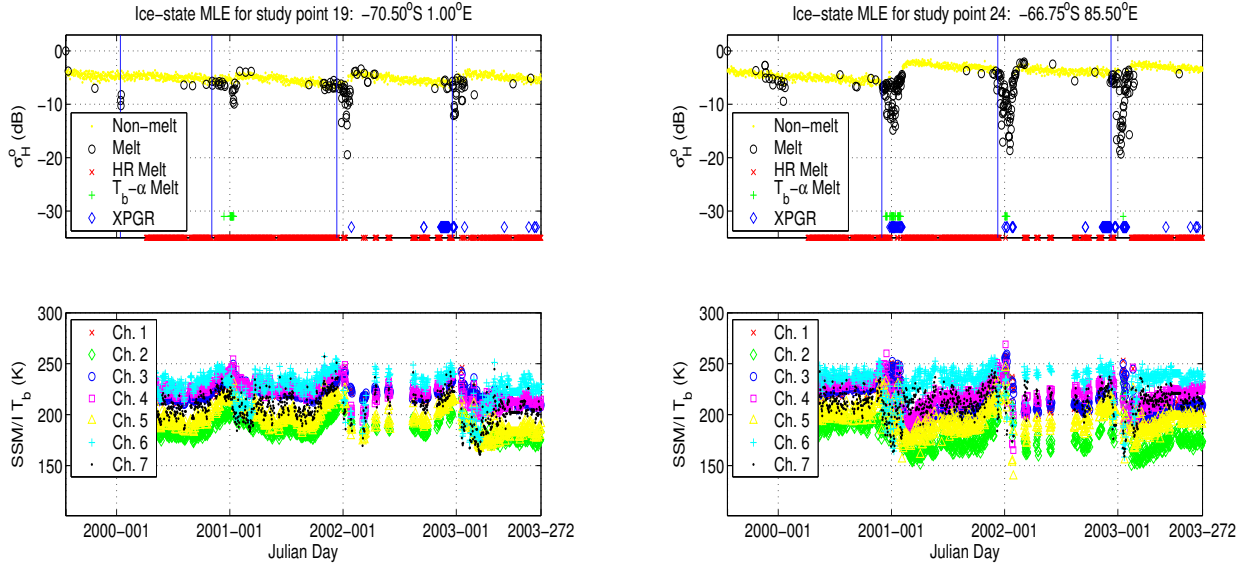 Ice-state MLE for study point 19: −70.50°S 1.00°E
0
−10
−20
−30
σH° (dB)
Non-melt
Melt
HR Melt
Tb-α Melt
XPGR
300
250
200
150
SSM/I Tb (K)
Ch. 1
Ch. 2
Ch. 3
Ch. 4
Ch. 5
Ch. 6
Ch. 7
2000−001 2001−001 2002−001 2003−001 2003−272
Julian Day
Ice-state MLE for study point 24: −66.75°S 85.50°E
0
−10
−20
−30
σH° (dB)
Non-melt
Melt
HR Melt
Tb-α Melt
XPGR
300
250
200
150
SSM/I Tb (K)
Ch. 1
Ch. 2
Ch. 3
Ch. 4
Ch. 5
Ch. 6
Ch. 7
2000−001 2001−001 2002−001 2003−001 2003−272
Julian Day